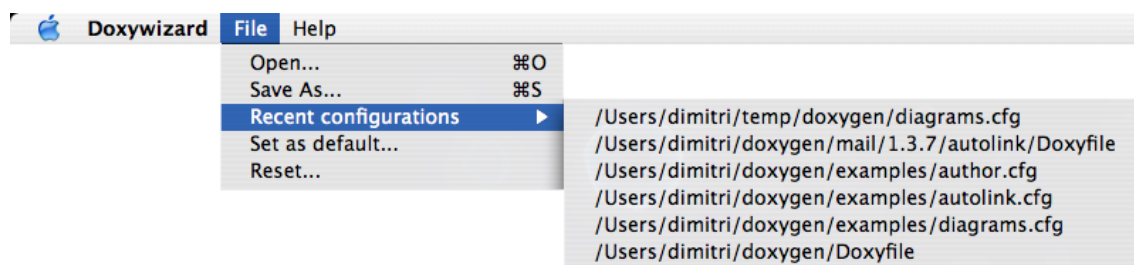 Doxywizard File Help
Open... ⌘O
Save As... ⌘S
Recent configurations ▶
Set as default...
Reset...
/Users/dimitri/temp/doxygen/diagrams.cfg
/Users/dimitri/doxygen/mail/1.3.7/autolink/Doxyfile
/Users/dimitri/doxygen/examples/author.cfg
/Users/dimitri/doxygen/examples/autolink.cfg
/Users/dimitri/doxygen/examples/diagrams.cfg
/Users/dimitri/doxygen/Doxyfile